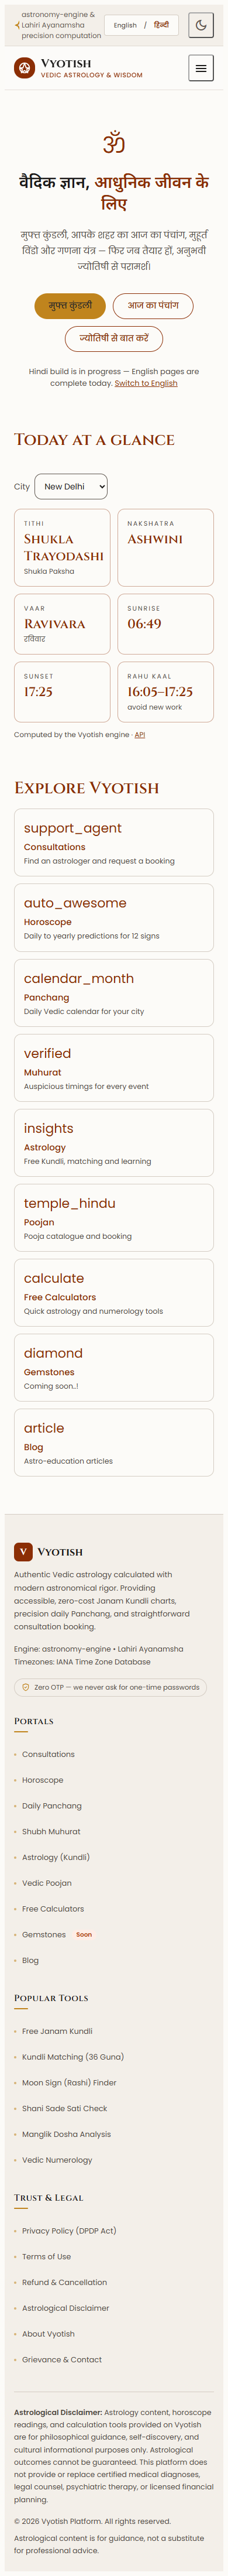 astronomy-engine &
Lahiri Ayanamsha
precision computation
English / हिन्दी
Vyotish
VEDIC ASTROLOGY & WISDOM
ॐ
वैदिक ज्ञान, आधुनिक जीवन के
लिए
मुफ्त कुंडली, आपके शहर का आज का पंचांग, मुहूर्त
विंडो और गणना यंत्र — फिर जब तैयार हों, अनुभवी
ज्योतिषी से परामर्श।
मुफ्त कुंडली
आज का पंचांग
ज्योतिषी से बात करें
Hindi build is in progress — English pages are
complete today. Switch to English
Today at a glance
City New Delhi
TITHI
Shukla
Trayodashi
Shukla Paksha
NAKSHATRA
Ashwini
VAAR
Ravivara
रविवार
SUNRISE
06:49
SUNSET
17:25
RAHU KAAL
16:05–17:25
avoid new work
Computed by the Vyotish engine · API
Explore Vyotish
support_agent
Consultations
Find an astrologer and request a booking
auto_awesome
Horoscope
Daily to yearly predictions for 12 signs
calendar_month
Panchang
Daily Vedic calendar for your city
verified
Muhurat
Auspicious timings for every event
insights
Astrology
Free Kundli, matching and learning
temple_hindu
Poojan
Pooja catalogue and booking
calculate
Free Calculators
Quick astrology and numerology tools
diamond
Gemstones
Coming soon..!
article
Blog
Astro-education articles
V Vyotish
Authentic Vedic astrology calculated with
modern astronomical rigor. Providing
accessible, zero-cost Janam Kundli charts,
precision daily Panchang, and straightforward
consultation booking.
Engine: astronomy-engine • Lahiri Ayanamsha
Timezones: IANA Time Zone Database
Zero OTP — we never ask for one-time passwords
Portals
Consultations
Horoscope
Daily Panchang
Shubh Muhurat
Astrology (Kundli)
Vedic Poojan
Free Calculators
Gemstones Soon
Blog
Popular Tools
Free Janam Kundli
Kundli Matching (36 Guna)
Moon Sign (Rashi) Finder
Shani Sade Sati Check
Manglik Dosha Analysis
Vedic Numerology
Trust & Legal
Privacy Policy (DPDP Act)
Terms of Use
Refund & Cancellation
Astrological Disclaimer
About Vyotish
Grievance & Contact
Astrological Disclaimer: Astrology content, horoscope
readings, and calculation tools provided on Vyotish
are for philosophical guidance, self-discovery, and
cultural informational purposes only. Astrological
outcomes cannot be guaranteed. This platform does
not provide or replace certified medical diagnoses,
legal counsel, psychiatric therapy, or licensed financial
planning.
© 2026 Vyotish Platform. All rights reserved.
Astrological content is for guidance, not a substitute
for professional advice.